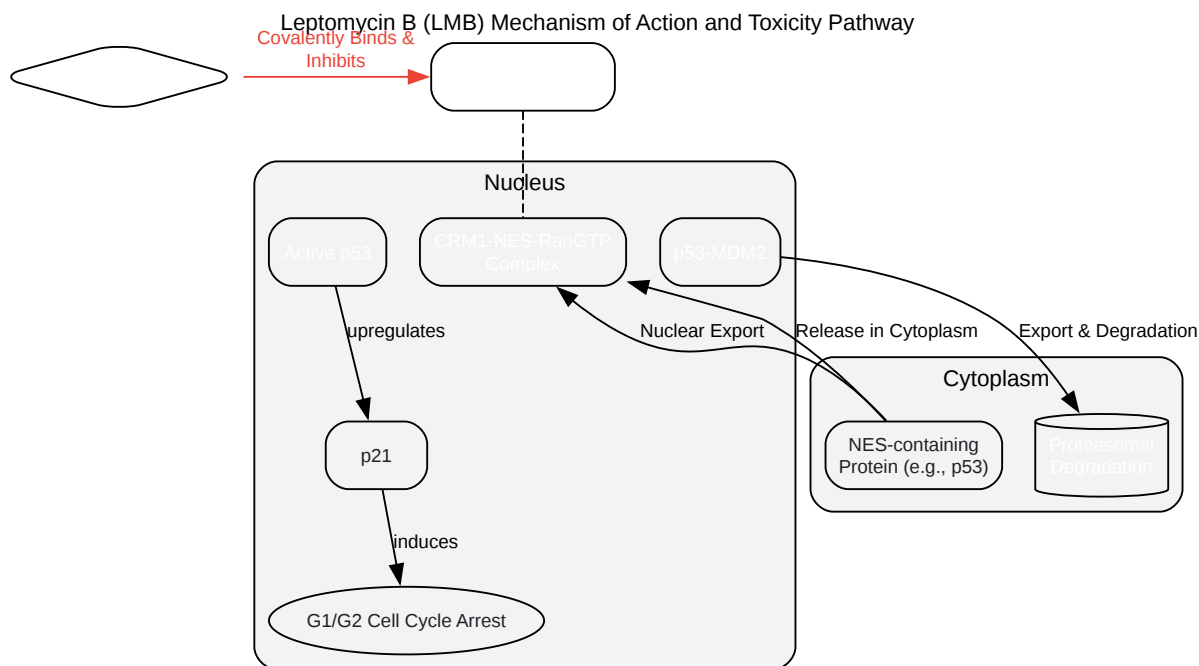 Leptomycin B (LMB) Mechanism of Action and Toxicity Pathway
Covalently Binds &
Inhibits
Nucleus
Active p53
CRM1-NES-RanGTP
Complex
p53-MDM2
upregulates
Nuclear Export
Release in Cytoplasm
Export & Degradation
Cytoplasm
p21
NES-containing
Protein (e.g., p53)
Proteasomal
Degradation
induces
G1/G2 Cell Cycle Arrest